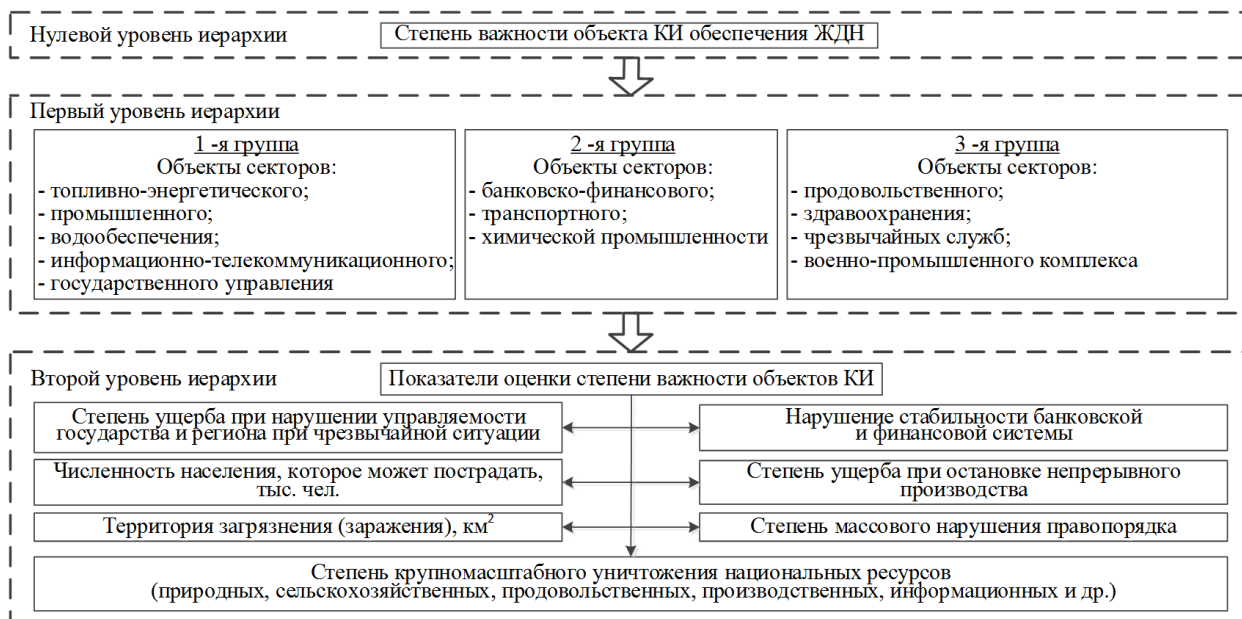 Нулевой уровень иерархии
Степень важности объекта КИ обеспечения ЖДН
Первый уровень иерархии
1 -я группа
Объекты секторов:
- топливно-энергетического;
- промышленного;
- водообеспечения;
- информационно-телекоммуникационного;
- государственного управления
2 -я группа
Объекты секторов:
- банковско-финансового;
- транспортного;
- химической промышленности
3 -я группа
Объекты секторов:
- продовольственного;
- здравоохранения;
- чрезвычайных служб;
- военно-промышленного комплекса
Второй уровень иерархии
Показатели оценки степени важности объектов КИ
Степень ущерба при нарушении управляемости
государства и региона при чрезвычайной ситуации
Нарушение стабильности банковской
и финансовой системы
Численность населения, которое может пострадать,
тыс. чел.
Степень ущерба при остановке непрерывного
производства
Территория загрязнения (заражения), км²
Степень массового нарушения правопорядка
Степень крупномасштабного уничтожения национальных ресурсов
(природных, сельскохозяйственных, продовольственных, производственных, информационных и др.)